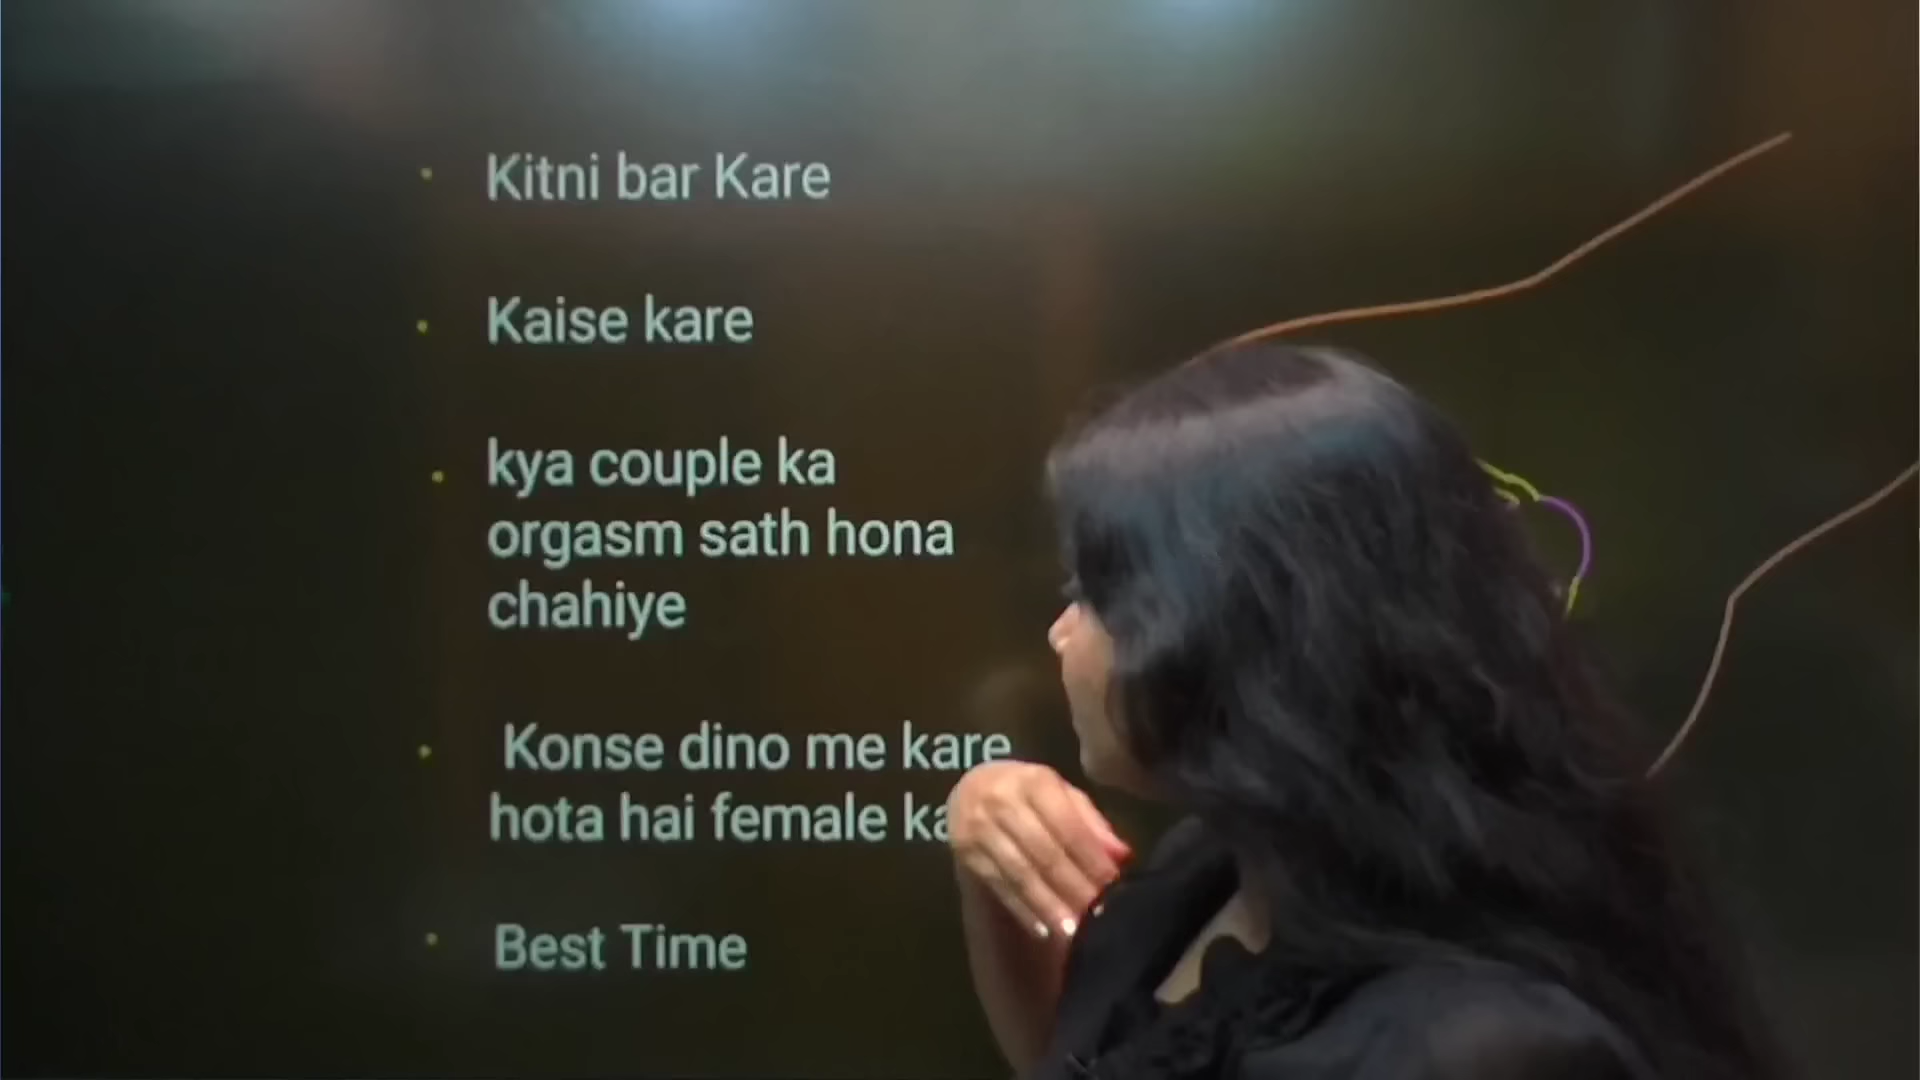 Kitni bar Kare
Kaise kare
kya couple ka
orgasm sath hona
chahiye
Konse dino me kare
hota hai female ka
Best Time